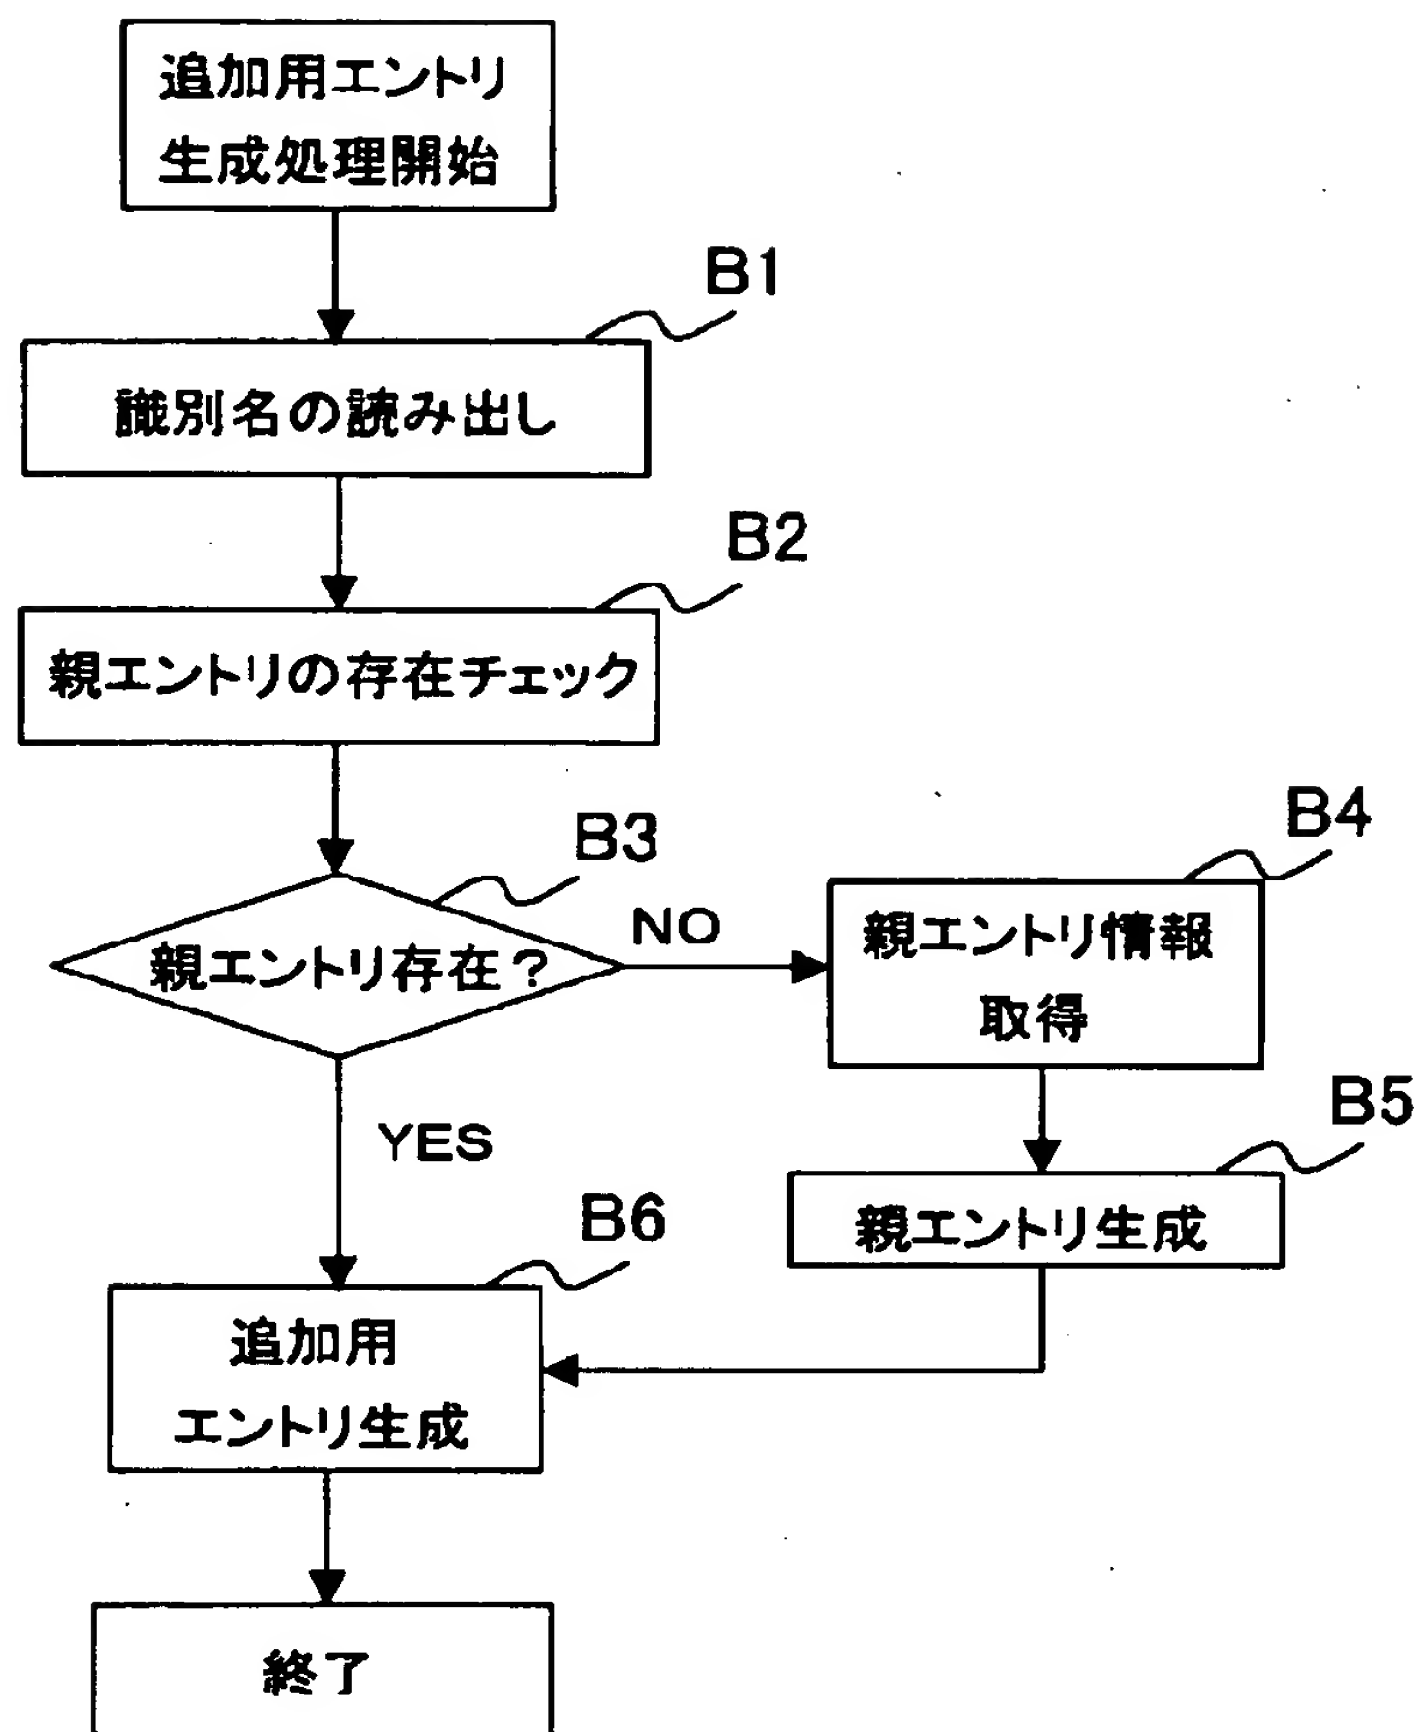 追加用エントリ
生成処理開始
B1
識別名の読み出し
B2
親エントリの存在チェック
B3
親エントリ存在?
NO
B4
親エントリ情報
取得
YES
B5
親エントリ生成
B6
追加用
エントリ生成
終了